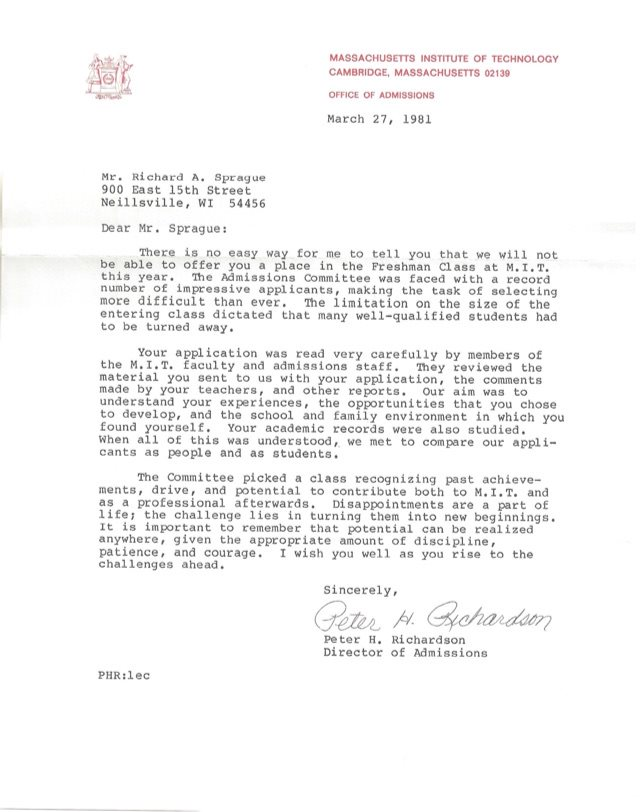 MASSACHUSETTS INSTITUTE OF TECHNOLOGY
CAMBRIDGE, MASSACHUSETTS 02139
OFFICE OF ADMISSIONS
March 27, 1981
Mr. Richard A. Sprague
900 East 15th Street
Neillsville, WI 54456
Dear Mr. Sprague:
There is no easy way for me to tell you that we will not
be able to offer you a place in the Freshman Class at M.I.T.
this year. The Admissions Committee was faced with a record
number of impressive applicants, making the task of selecting
more difficult than ever. The limitation on the size of the
entering class dictated that many well-qualified students had
to be turned away.
Your application was read very carefully by members of
the M.I.T. faculty and admissions staff. They reviewed the
material you sent to us with your application, the comments
made by your teachers, and other reports. Our aim was to
understand your experiences, the opportunities that you chose
to develop, and the school and family environment in which you
found yourself. Your academic records were also studied.
When all of this was understood, we met to compare our appli-
cants as people and as students.
The Committee picked a class recognizing past achieve-
ments, drive, and potential to contribute both to M.I.T. and
as a professional afterwards. Disappointments are a part of
life; the challenge lies in turning them into new beginnings.
It is important to remember that potential can be realized
anywhere, given the appropriate amount of discipline,
patience, and courage. I wish you well as you rise to the
challenges ahead.
Sincerely,
Peter H. Richardson
Peter H. Richardson
Director of Admissions
PHR:lec